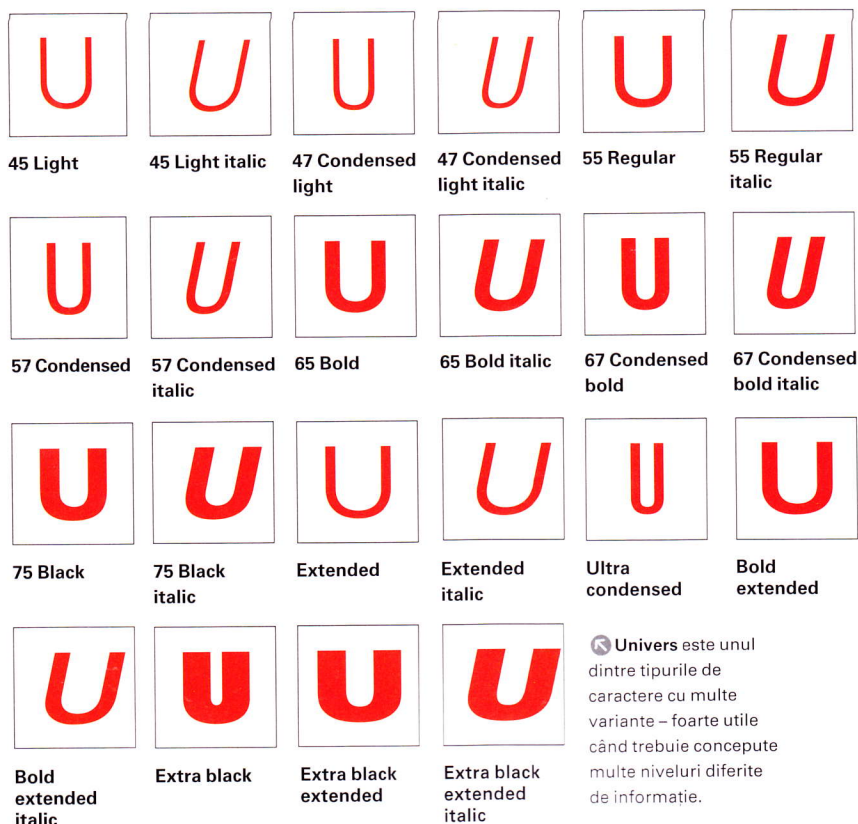 U U U U U U
45 Light 45 Light italic 47 Condensed 47 Condensed 55 Regular 55 Regular
light light italic italic
U U U U U U
57 Condensed 57 Condensed 65 Bold 65 Bold italic 67 Condensed 67 Condensed
italic bold bold italic
U U U U U U
75 Black 75 Black Extended Extended Ultra Bold
italic italic condensed extended
U U U U
Bold Extra black Extra black Extra black
extended extended extended
italic italic
Univers este unul
dintre tipurile de
caractere cu multe
variante – foarte utile
când trebuie concepute
multe niveluri diferite
de informație.